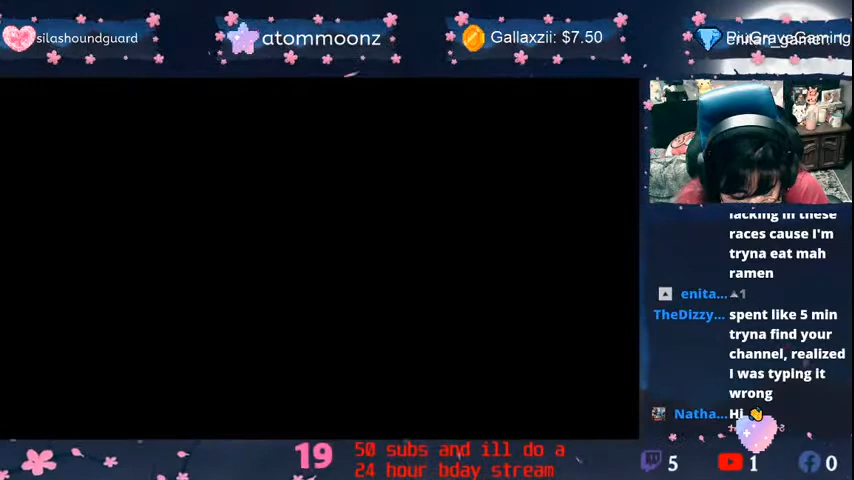 silashoundguard
atommoonz
Gallaxzii: $7.50
lacking in these
races cause I'm
tryna eat mah
ramen
enita... 1
TheDizzy... spent like 5 min
tryna find your
channel, realized
I was typing it
wrong
Natha... Hi
19
50 subs and ill do a
24 hour bday stream
5
1
0